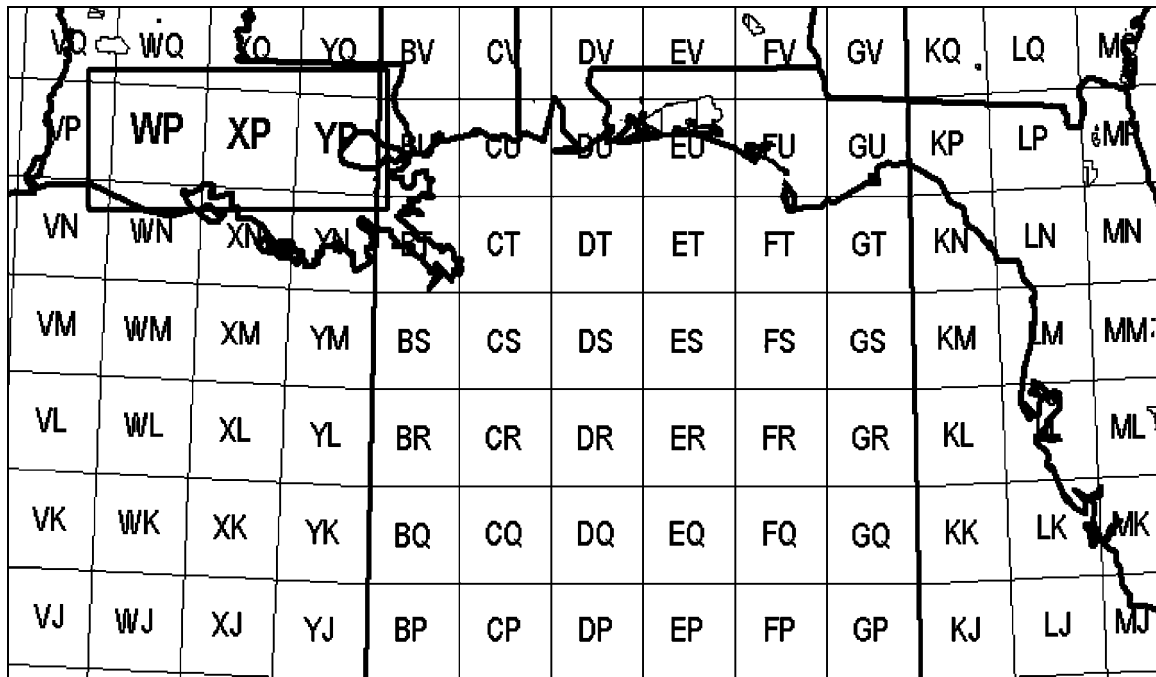 VQ WQ XQ YQ BV CV DV EV FV GV KQ LQ MQ
VP WP XP YP BU CU DU EU FU GU KP LP MP
VN WN XN YN BT CT DT ET FT GT KN LN MN
VM WM XM YM BS CS DS ES FS GS KM LM MM
VL WL XL YL BR CR DR ER FR GR KL ML
VK WK XK YK BQ CQ DQ EQ FQ GQ KK LK MK
VJ WJ XJ YJ BP CP DP EP FP GP KJ LJ MJ